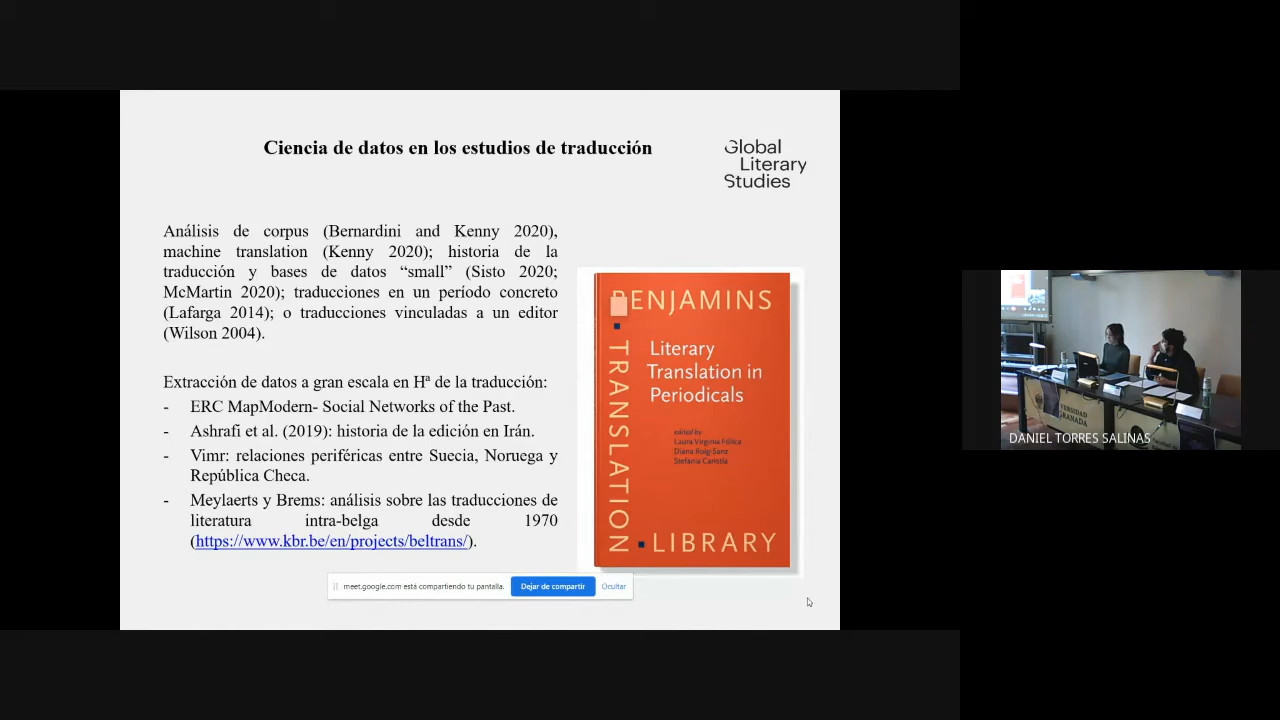 Ciencia de datos en los estudios de traducción
Global
Literary
Studies
Análisis de corpus (Bernardini and Kenny 2020),
machine translation (Kenny 2020); historia de la
traducción y bases de datos “small” (Sisto 2020;
McMartin 2020); traducciones en un período concreto
(Lafarga 2014); o traducciones vinculadas a un editor
(Wilson 2004).
Extracción de datos a gran escala en Hª de la traducción:
- ERC MapModern- Social Networks of the Past.
- Ashrafi et al. (2019): historia de la edición en Irán.
- Vimr: relaciones periféricas entre Suecia, Noruega y
República Checa.
- Meylaerts y Brems: análisis sobre las traducciones de
literatura intra-belga desde 1970
(https://www.kbr.be/en/projects/beltrans/).
BENJAMINS
TRANSLATION
LIBRARY
Literary
Translation in
Periodicals
edited by
Laura Virginia Fólica
Diana Roig-Sanz
Stefania Caristia
meet.google.com está compartiendo tu pantalla.
Dejar de compartir
Ocultar
DANIEL TORRES SALINAS